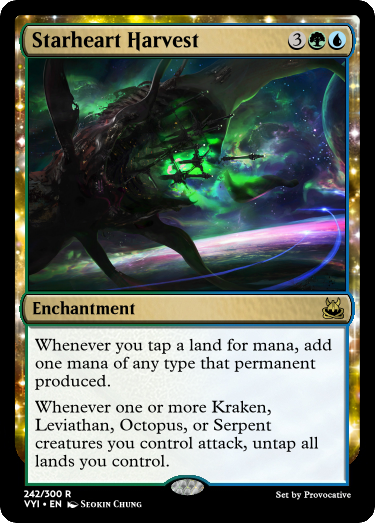 Starheart Harvest 3
Enchantment
Whenever you tap a land for mana, add
one mana of any type that permanent
produced.
Whenever one or more Kraken,
Leviathan, Octopus, or Serpent
creatures you control attack, untap all
lands you control.
242/300 R
VYI • EN Seokin Chung
Set by Provocative